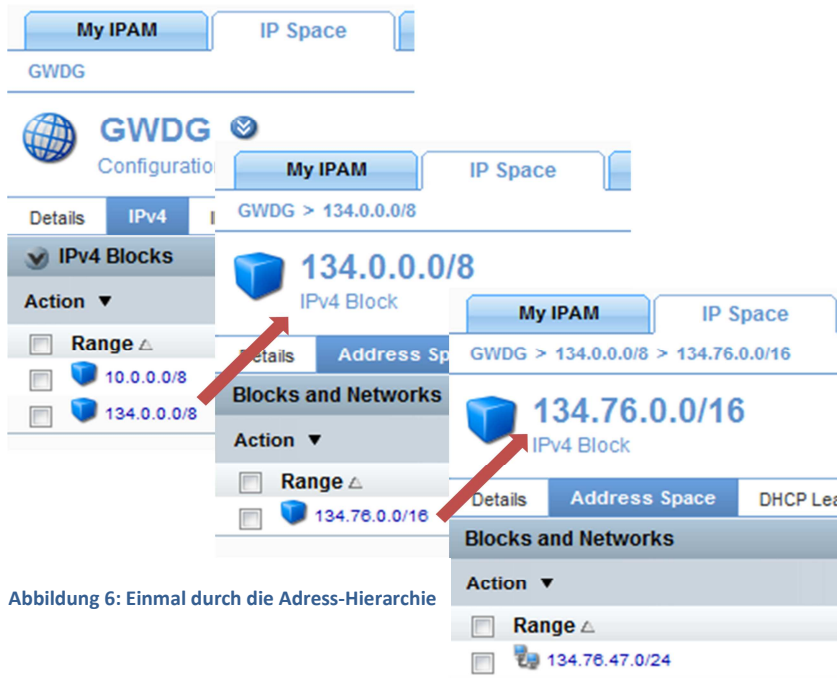 My IPAM
IP Space
GWDG
GWDG
Configuratio
Details
IPv4
IPv4 Blocks
Action
Range
10.0.0.0/8
134.0.0.0/8
My IPAM
IP Space
GWDG > 134.0.0.0/8
134.0.0.0/8
IPv4 Block
Details
Address Sp
Blocks and Networks
Action
Range
134.76.0.0/16
My IPAM
IP Space
GWDG > 134.0.0.0/8 > 134.76.0.0/16
134.76.0.0/16
IPv4 Block
Details
Address Space
DHCP Lea
Blocks and Networks
Action
Range
134.76.47.0/24
Abbildung 6: Einmal durch die Adress-Hierarchie